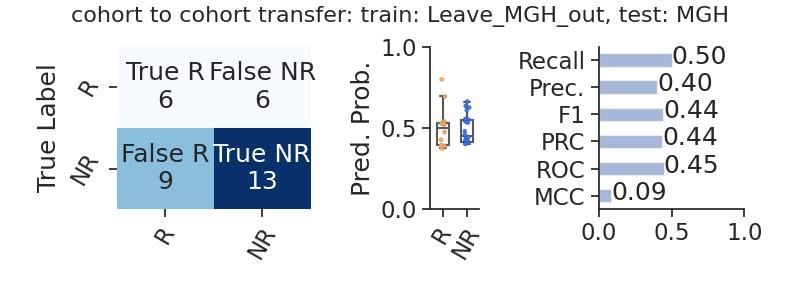 cohort to cohort transfer: train: Leave_MGH_out, test: MGH
True Label
R
NR
True R
6
False NR
6
False R
9
True NR
13
R
NR
Pred. Prob.
1.0
0.5
0.0
R
NR
Recall
0.50
Prec.
0.40
F1
0.44
PRC
0.44
ROC
0.45
MCC
0.09
0.0
0.5
1.0